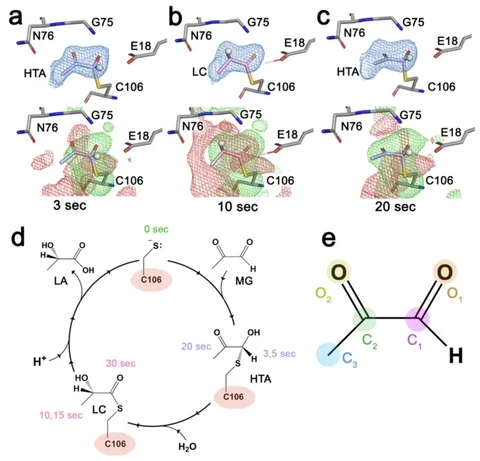 a
N76
G75
E18
HTA
C106
N76
G75
E18
C106
3 sec
b
N76
G75
E18
LC
C106
N76
G75
E18
C106
10 sec
c
N76
G75
E18
HTA
C106
N76
G75
E18
C106
20 sec
d
0 sec
S:
C106
HO
H
O
OH
LA
O
O
H
MG
20 sec
O
OH
H
S
3,5 sec
HTA
C106
H₂O
30 sec
HO
H
O
S
LC
10,15 sec
C106
H⁺
e
O
O
O₂
O₁
C₂
C₁
C₃
H